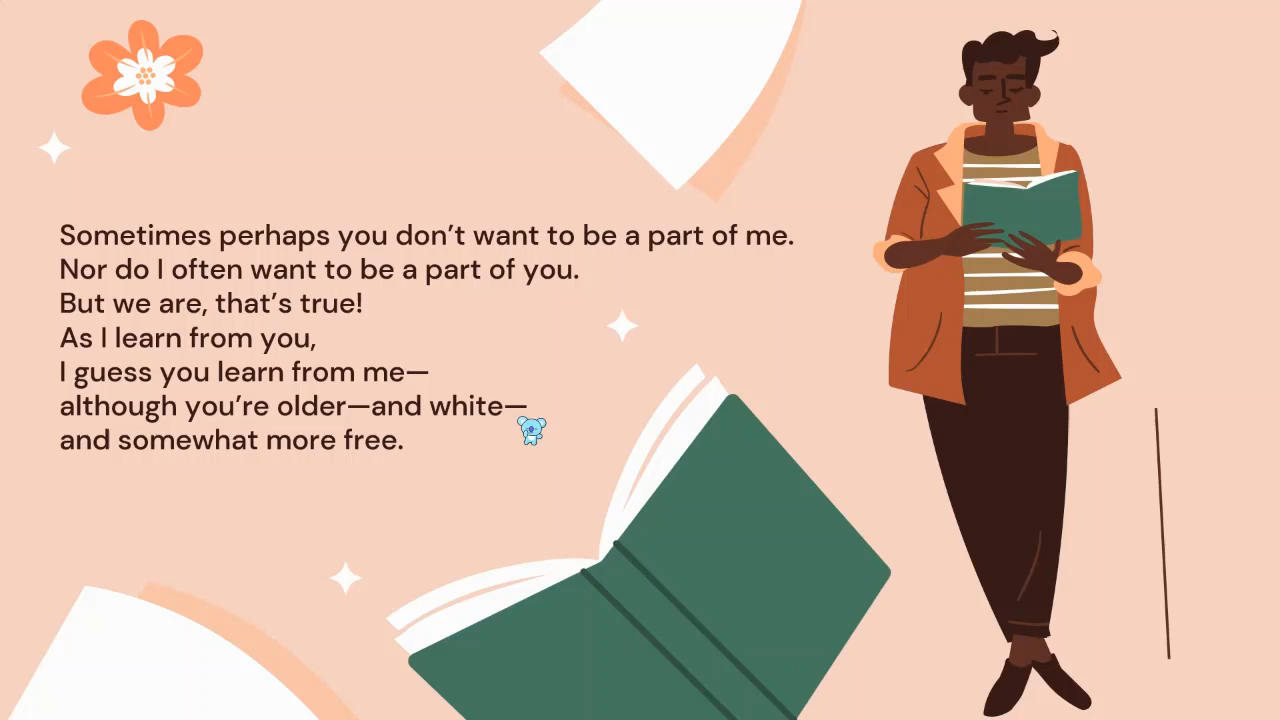 Sometimes perhaps you don’t want to be a part of me.
Nor do I often want to be a part of you.
But we are, that’s true!
As I learn from you,
I guess you learn from me—
although you’re older—and white—
and somewhat more free.